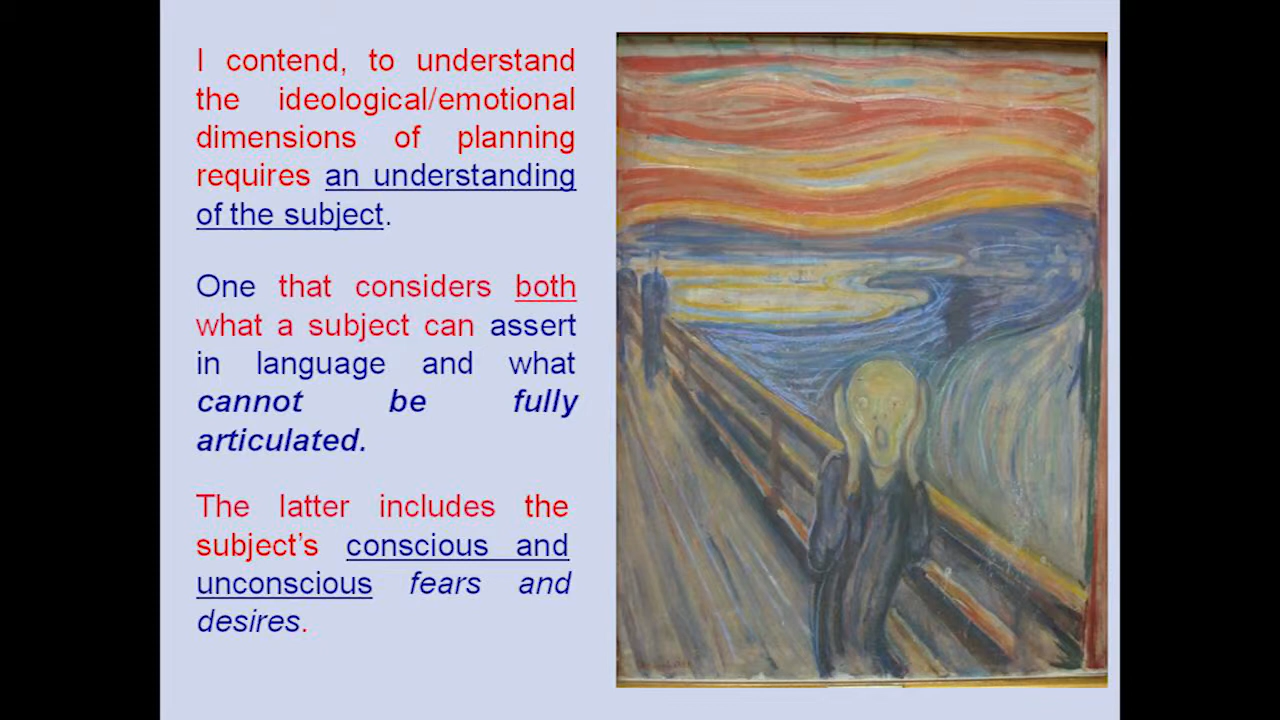 I contend, to understand
the ideological/emotional
dimensions of planning
requires an understanding
of the subject.
One that considers both
what a subject can assert
in language and what
cannot be fully
articulated.
The latter includes the
subject’s conscious and
unconscious fears and
desires.